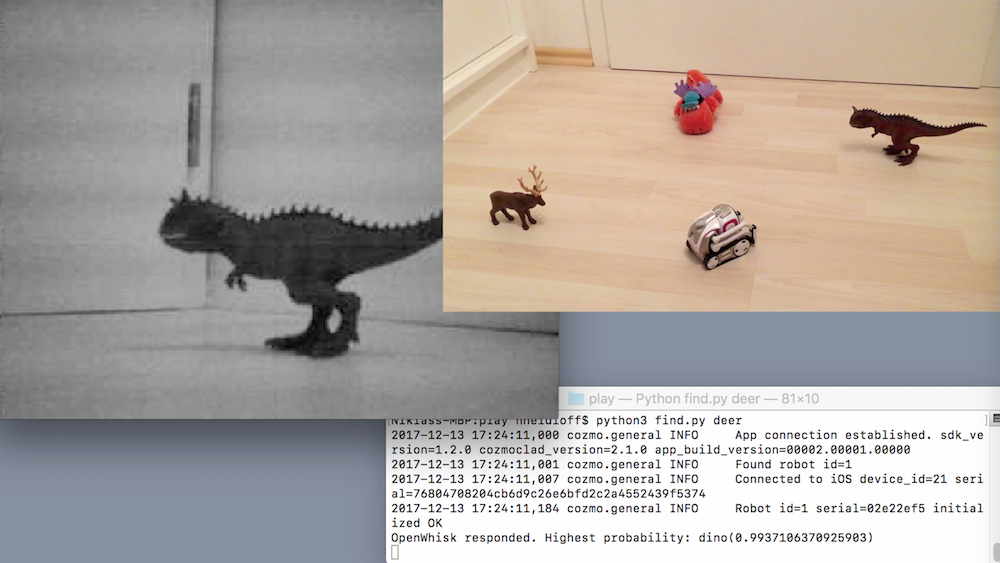 play — Python find.py deer — 81×10
Niklass-MBP:play nheidloff$ python3 find.py deer
2017-12-13 17:24:11,000 cozmo.general INFO     App connection established. sdk_ve
rsion=1.2.0 cozmoclad_version=2.1.0 app_build_version=00002.00001.00000
2017-12-13 17:24:11,001 cozmo.general INFO     Found robot id=1
2017-12-13 17:24:11,007 cozmo.general INFO     Connected to iOS device_id=21 seri
al=76804708204cb6d9c26e6bfd2c2a4552439f5374
2017-12-13 17:24:11,184 cozmo.general INFO     Robot id=1 serial=02e22ef5 initial
ized OK
OpenWhisk responded. Highest probability: dino(0.9937106370925903)